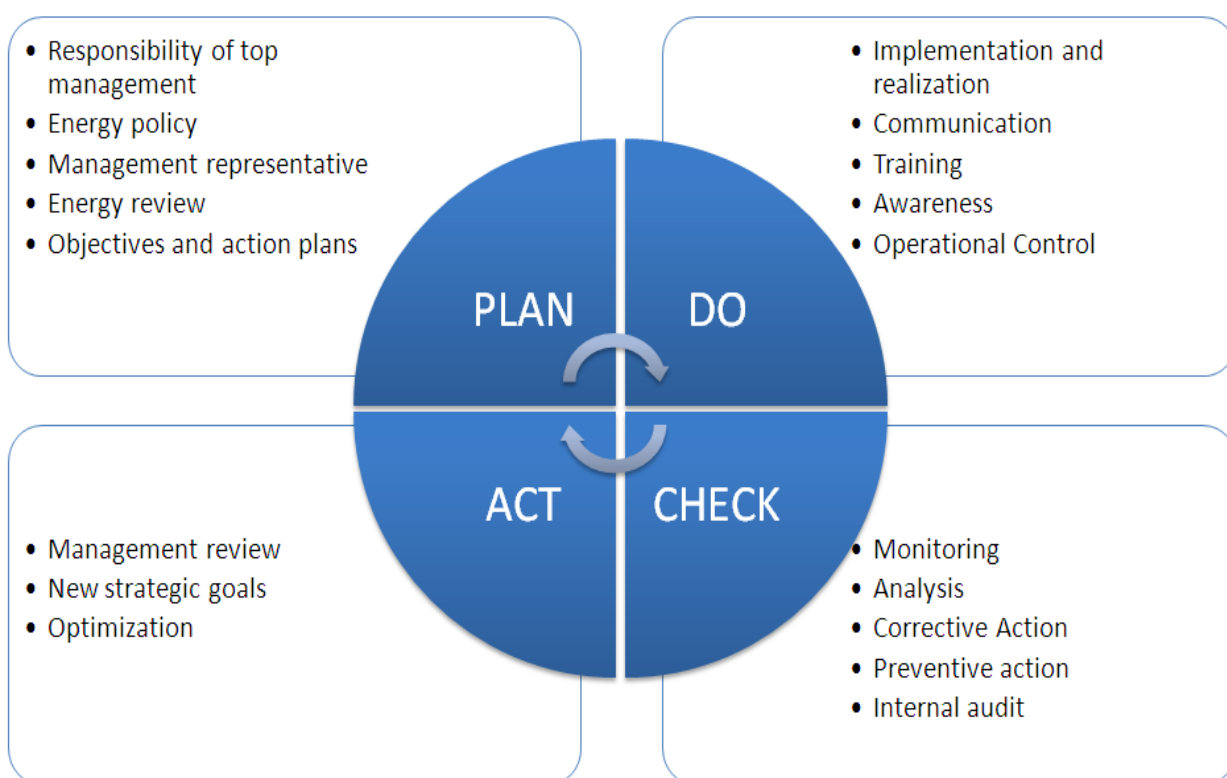 • Responsibility of top
management
• Energy policy
• Management representative
• Energy review
• Objectives and action plans
• Implementation and
realization
• Communication
• Training
• Awareness
• Operational Control
PLAN
DO
ACT
CHECK
• Management review
• New strategic goals
• Optimization
• Monitoring
• Analysis
• Corrective Action
• Preventive action
• Internal audit